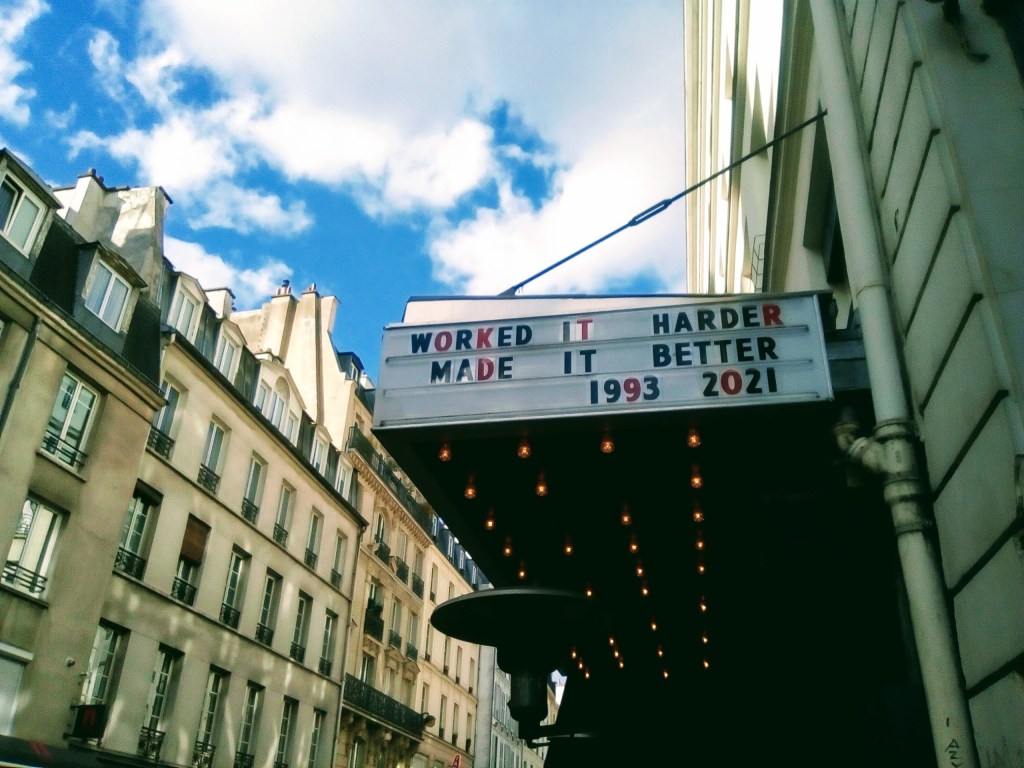 WORKED IT HARDER
MADE IT BETTER
1993 2021